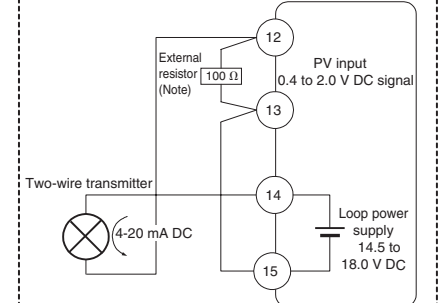 12
External
resistor 100 Ω
(Note)
PV input
0.4 to 2.0 V DC signal
13
Two-wire transmitter
14
4-20 mA DC
Loop power
supply
14.5 to
18.0 V DC
15